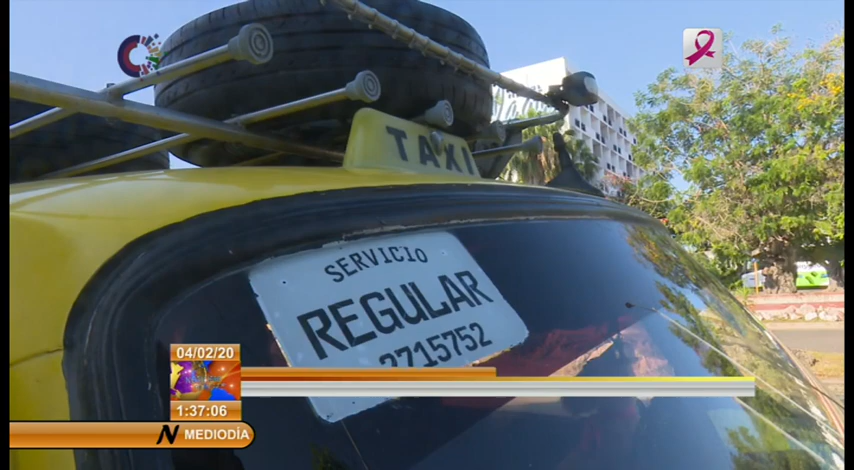 TAXI
SERVICIO
REGULAR
2715752
04/02/20
1:37:06
N MEDIODÍA